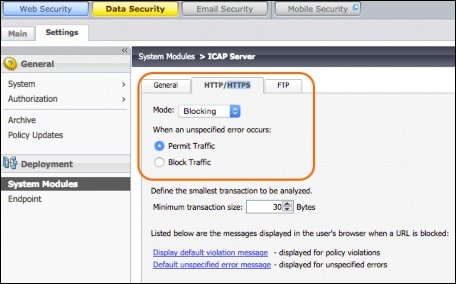 Web Security
Data Security
Email Security
Mobile Security
Main
Settings
General
System
Authorization
Archive
Policy Updates
Deployment
System Modules
Endpoint
System Modules > ICAP Server
General
HTTP/HTTPS
FTP
Mode: Blocking
When an unspecified error occurs:
Permit Traffic
Block Traffic
Define the smallest transaction to be analyzed.
Minimum transaction size: 30 Bytes
Listed below are the messages displayed in the user's browser when a URL is blocked:
Display default violation message - displayed for policy violations
Default unspecified error message - displayed for unspecified errors